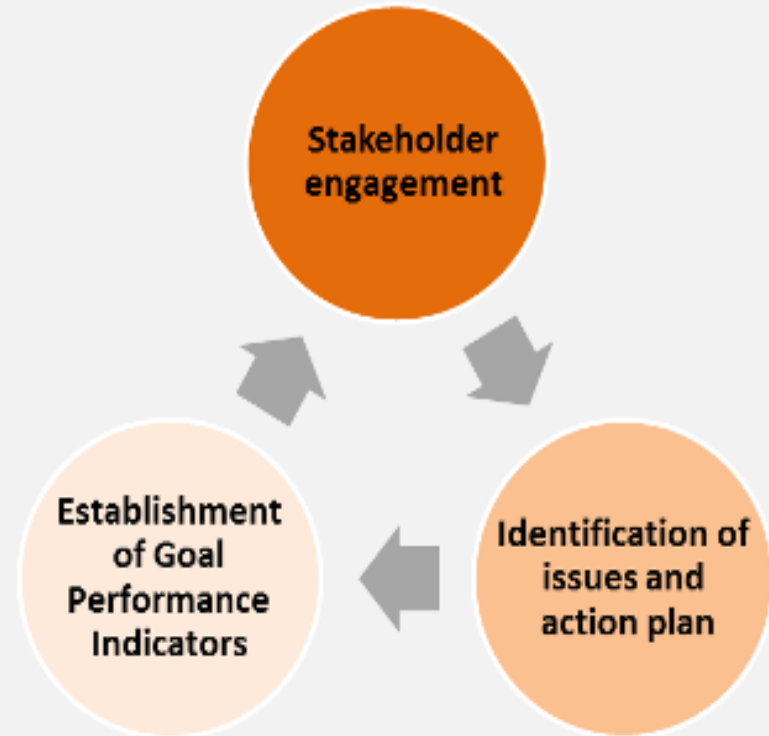 Stakeholder
engagement
Identification of
issues and
action plan
Establishment
of Goal
Performance
Indicators